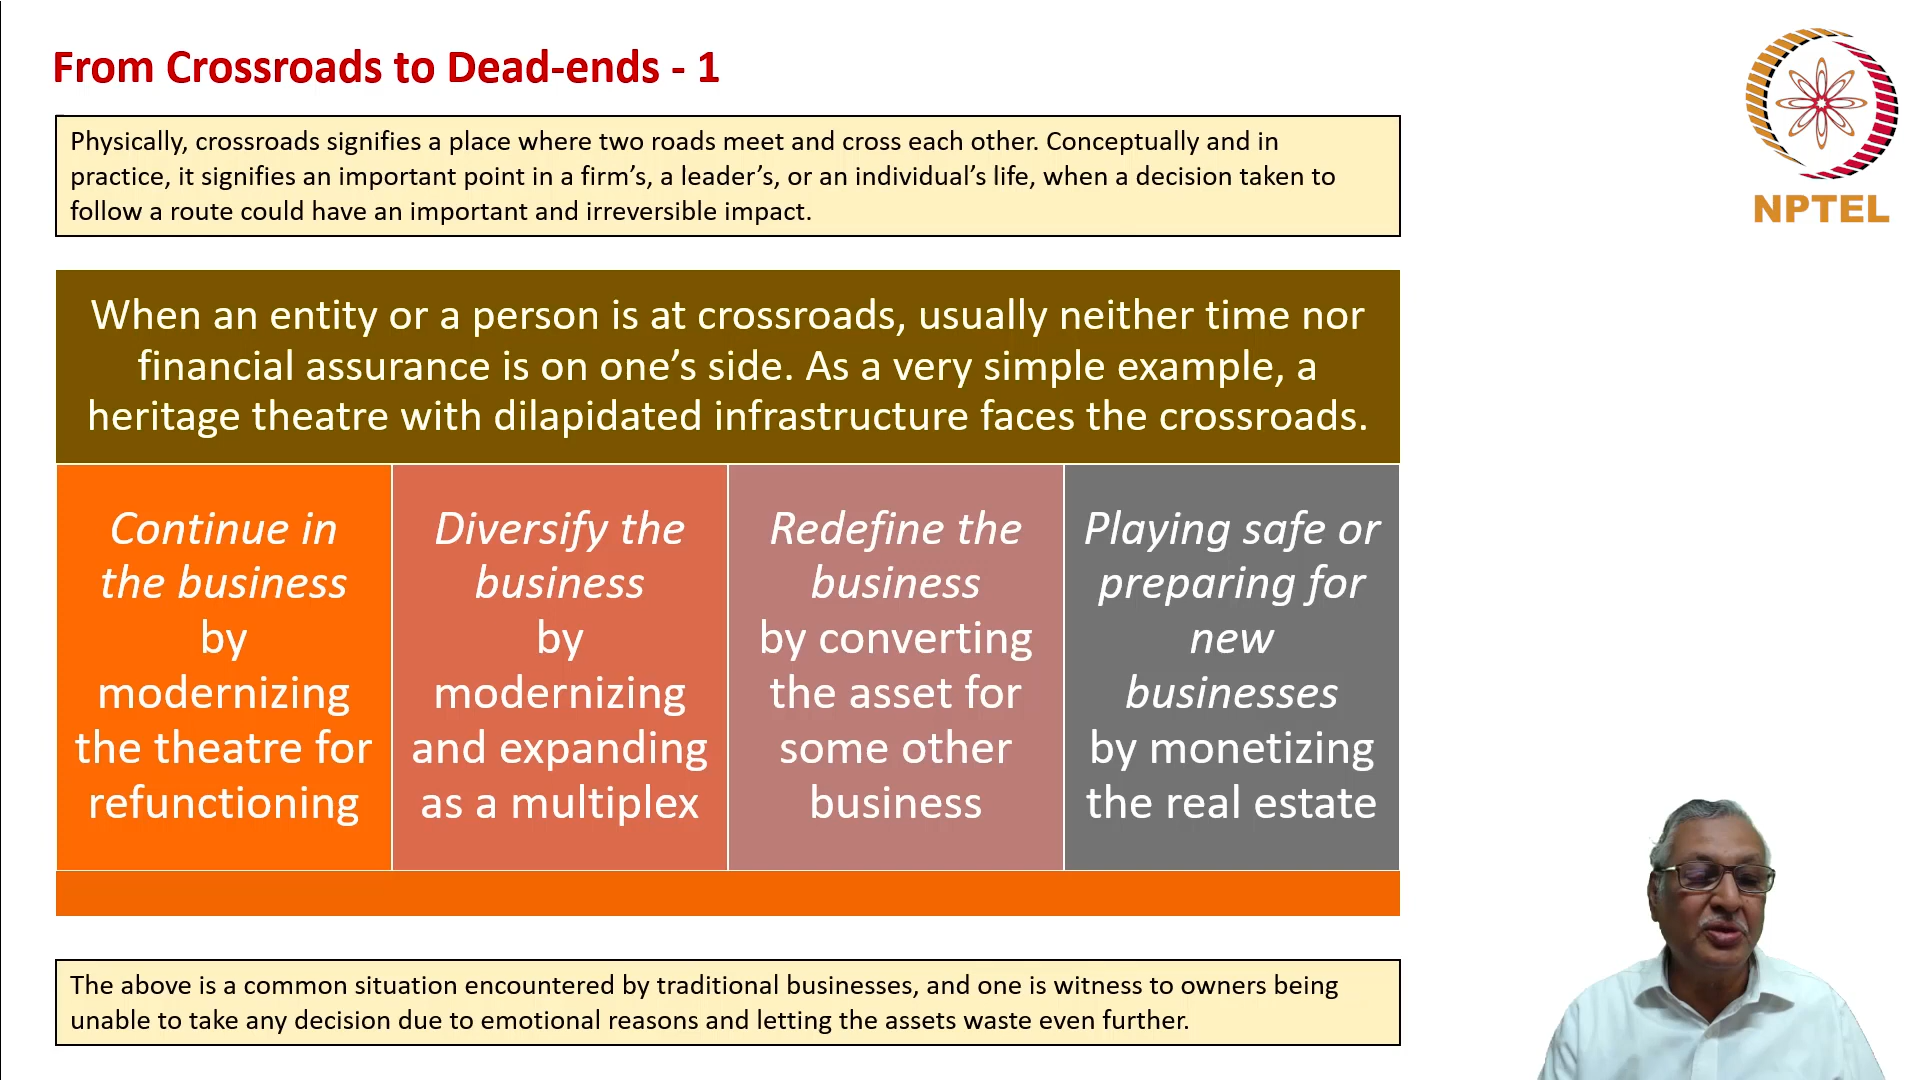 From Crossroads to Dead-ends - 1
NPTEL
Physically, crossroads signifies a place where two roads meet and cross each other. Conceptually and in
practice, it signifies an important point in a firm’s, a leader’s, or an individual’s life, when a decision taken to
follow a route could have an important and irreversible impact.
When an entity or a person is at crossroads, usually neither time nor
financial assurance is on one’s side. As a very simple example, a
heritage theatre with dilapidated infrastructure faces the crossroads.
Continue in
the business
by
modernizing
the theatre for
refunctioning
Diversify the
business
by
modernizing
and expanding
as a multiplex
Redefine the
business
by converting
the asset for
some other
business
Playing safe or
preparing for
new
businesses
by monetizing
the real estate
The above is a common situation encountered by traditional businesses, and one is witness to owners being
unable to take any decision due to emotional reasons and letting the assets waste even further.